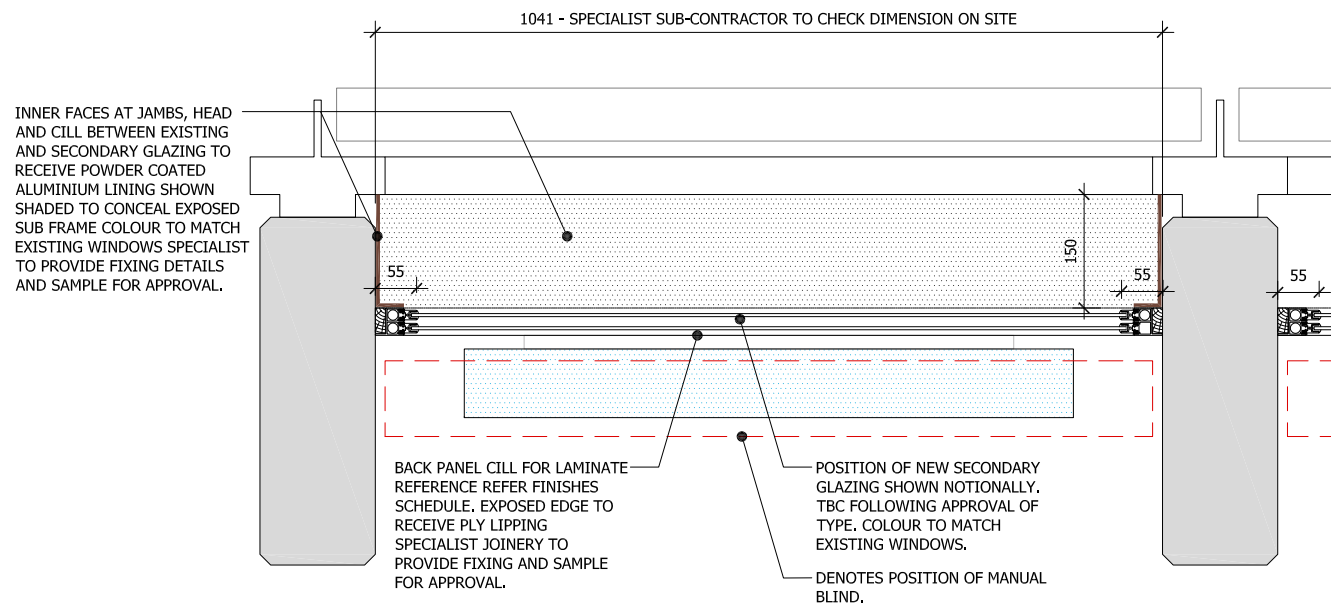 1041 - SPECIALIST SUB-CONTRACTOR TO CHECK DIMENSION ON SITE
INNER FACES AT JAMBS, HEAD
AND CILL BETWEEN EXISTING
AND SECONDARY GLAZING TO
RECEIVE POWDER COATED
ALUMINIUM LINING SHOWN
SHADED TO CONCEAL EXPOSED
SUB FRAME COLOUR TO MATCH
EXISTING WINDOWS SPECIALIST
TO PROVIDE FIXING DETAILS
AND SAMPLE FOR APPROVAL.
55
150
55
55
BACK PANEL CILL FOR LAMINATE
REFERENCE REFER FINISHES
SCHEDULE. EXPOSED EDGE TO
RECEIVE PLY LIPPING
SPECIALIST JOINERY TO
PROVIDE FIXING AND SAMPLE
FOR APPROVAL.
POSITION OF NEW SECONDARY
GLAZING SHOWN NOTIONALLY.
TBC FOLLOWING APPROVAL OF
TYPE. COLOUR TO MATCH
EXISTING WINDOWS.
DENOTES POSITION OF MANUAL
BLIND.